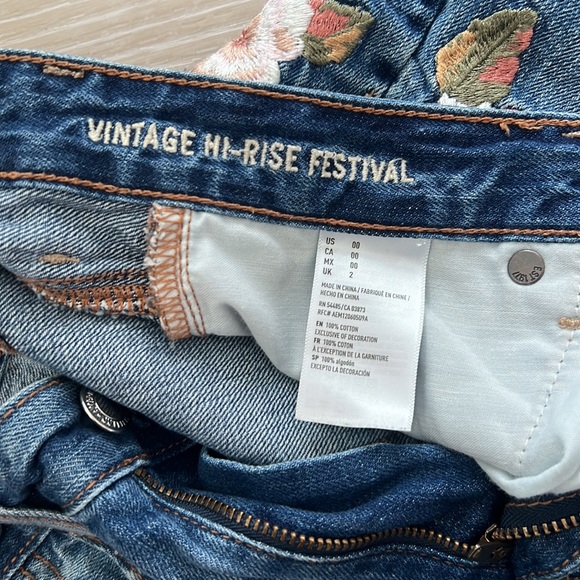 VINTAGE HI-RISE FESTIVAL
US 00
CA 00
MX 00
UK 2
MADE IN CHINA / FABRIQUÉ EN CHINE /
HECHO EN CHINA
RN 54485/CA 03873
EN 100% COTTON
EXCLUSIVE OF DECORATION
FR 100% COTON
À L'EXCEPTION DE LA GARNITURE
SP 100% algodón
EXCEPTO LA DECORACIÓN
EST 1977